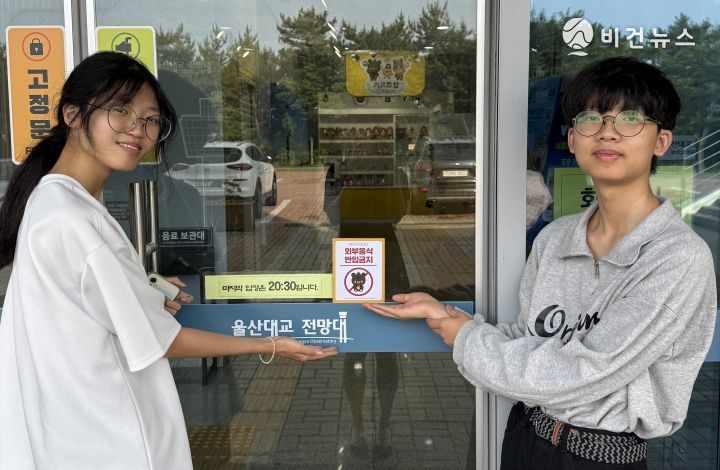 비건뉴스
고정문
음료 보관대
NO FOOD
외부음식
반입금지
마지막 입장은 20:30입니다.
울산대교 전망대
Observatory